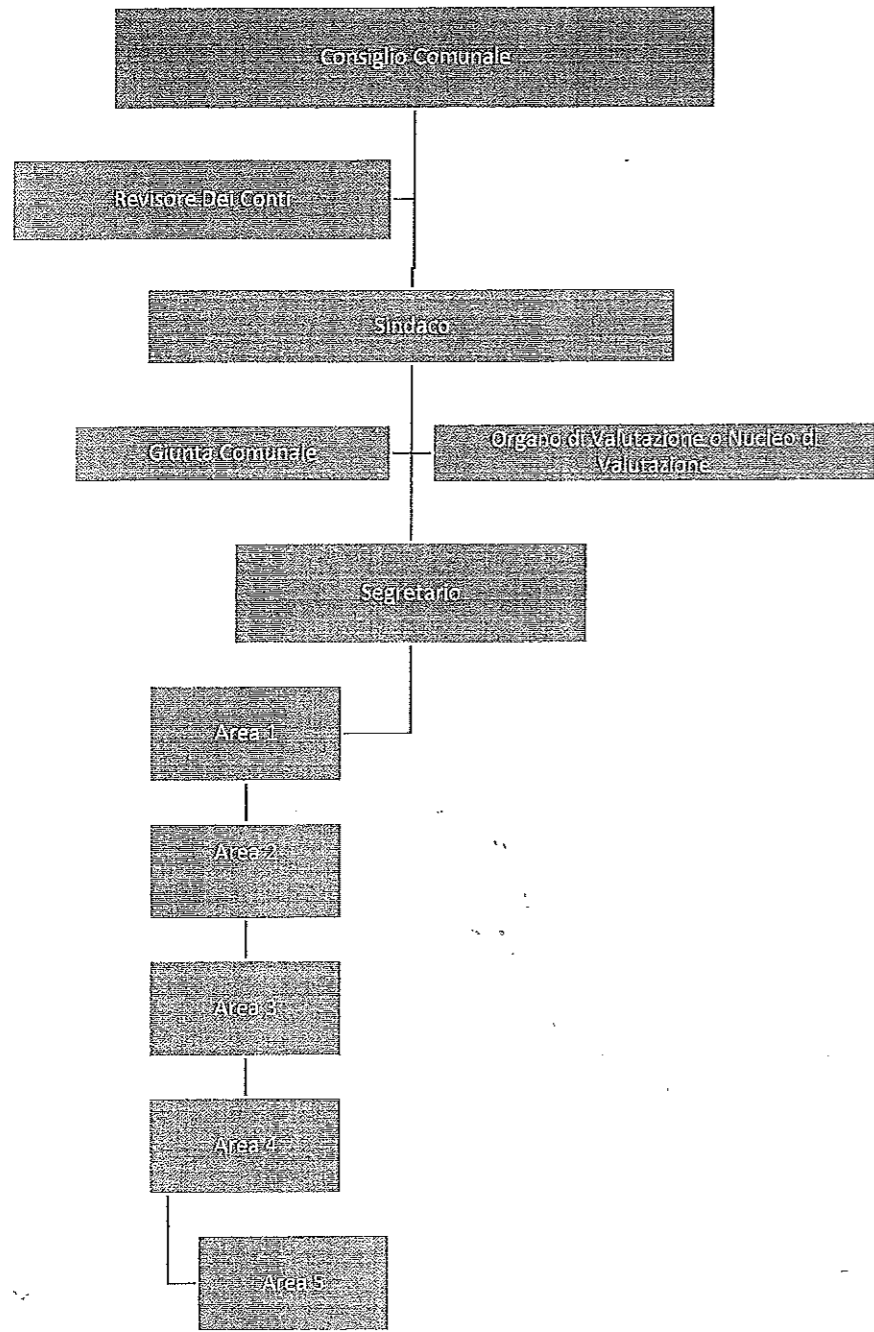 Consiglio Comunale
Revisore Dei Conti
Sindaco
Giunta Comunale
Organo di Valutazione o Nucleo di
Valutazione
Segretario
Area 1
Area 2
Area 3
Area 4
Area 5